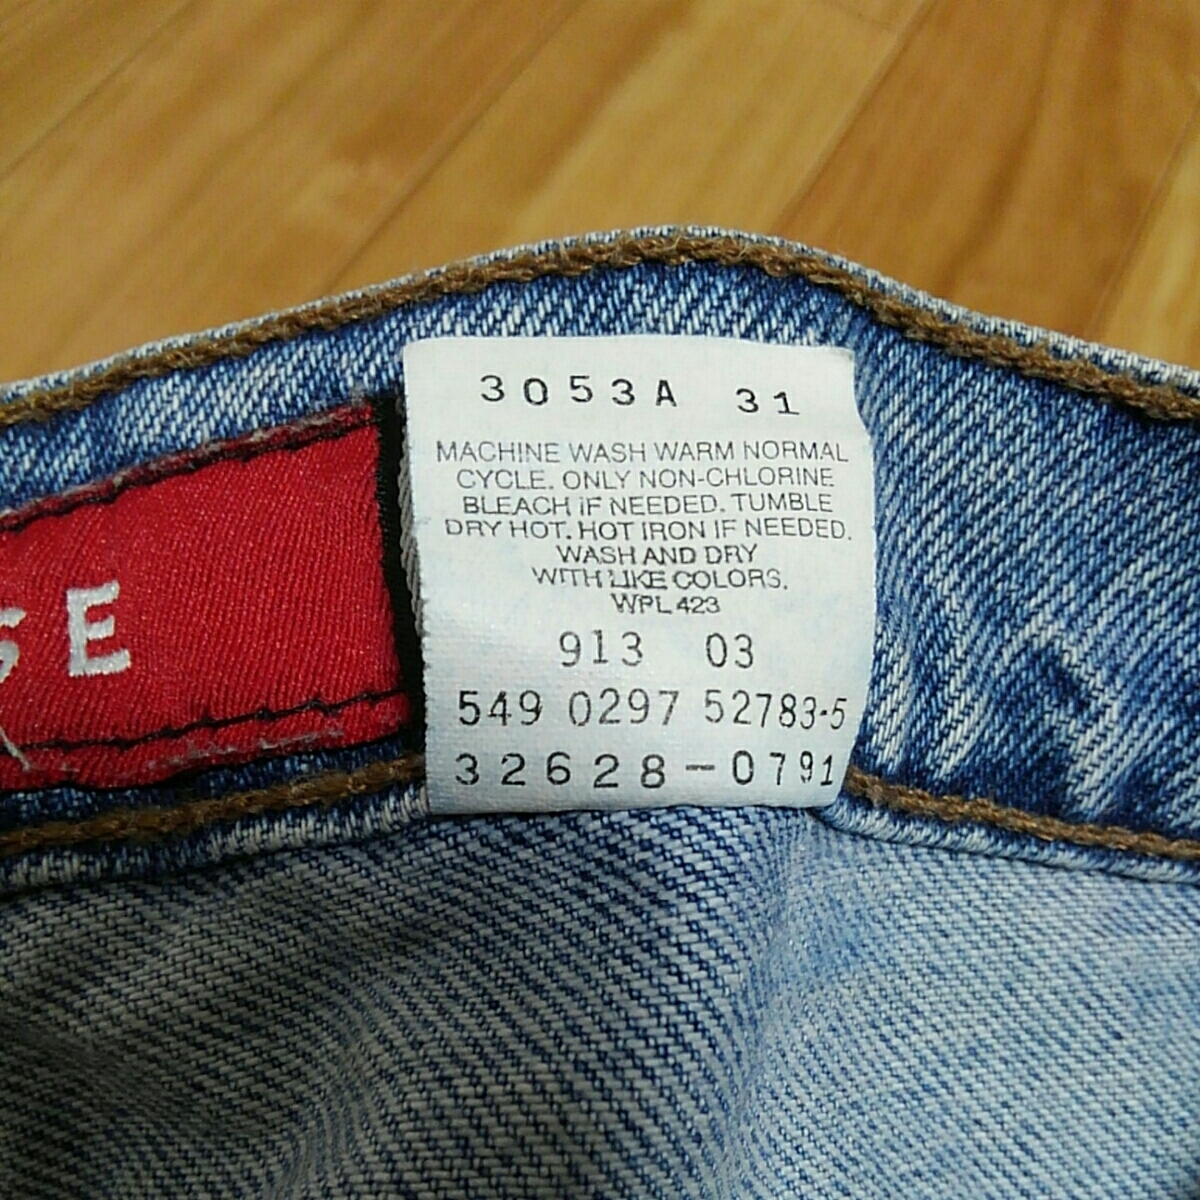 3053A 31
MACHINE WASH WARM NORMAL
CYCLE. ONLY NON-CHLORINE
BLEACH IF NEEDED. TUMBLE
DRY HOT. HOT IRON IF NEEDED.
WASH AND DRY
WITH LIKE COLORS.
WPL 423
913 03
549 0297 52783-5
32628-0791
SE